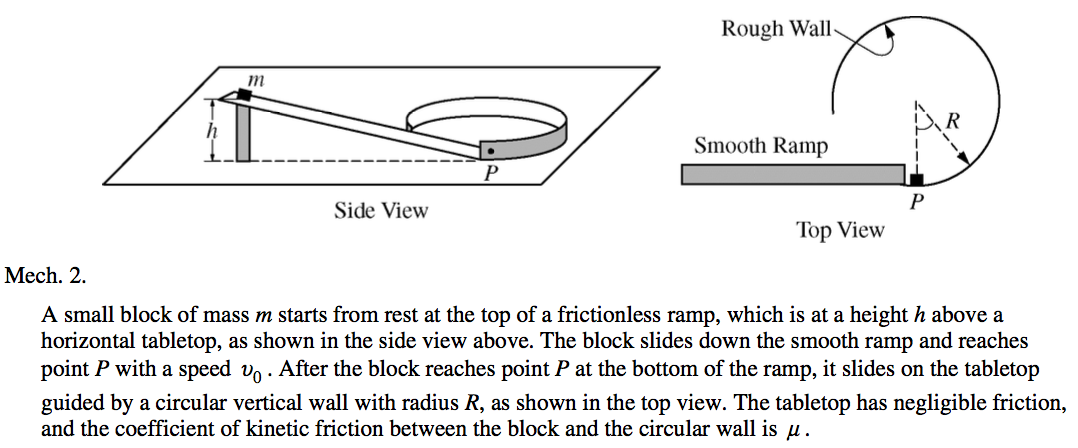 Rough Wall
m
h
R
Smooth Ramp
P
P
Side View
Top View
Mech. 2.
A small block of mass m starts from rest at the top of a frictionless ramp, which is at a height h above a
horizontal tabletop, as shown in the side view above. The block slides down the smooth ramp and reaches
point P with a speed υ₀ . After the block reaches point P at the bottom of the ramp, it slides on the tabletop
guided by a circular vertical wall with radius R, as shown in the top view. The tabletop has negligible friction,
and the coefficient of kinetic friction between the block and the circular wall is μ .